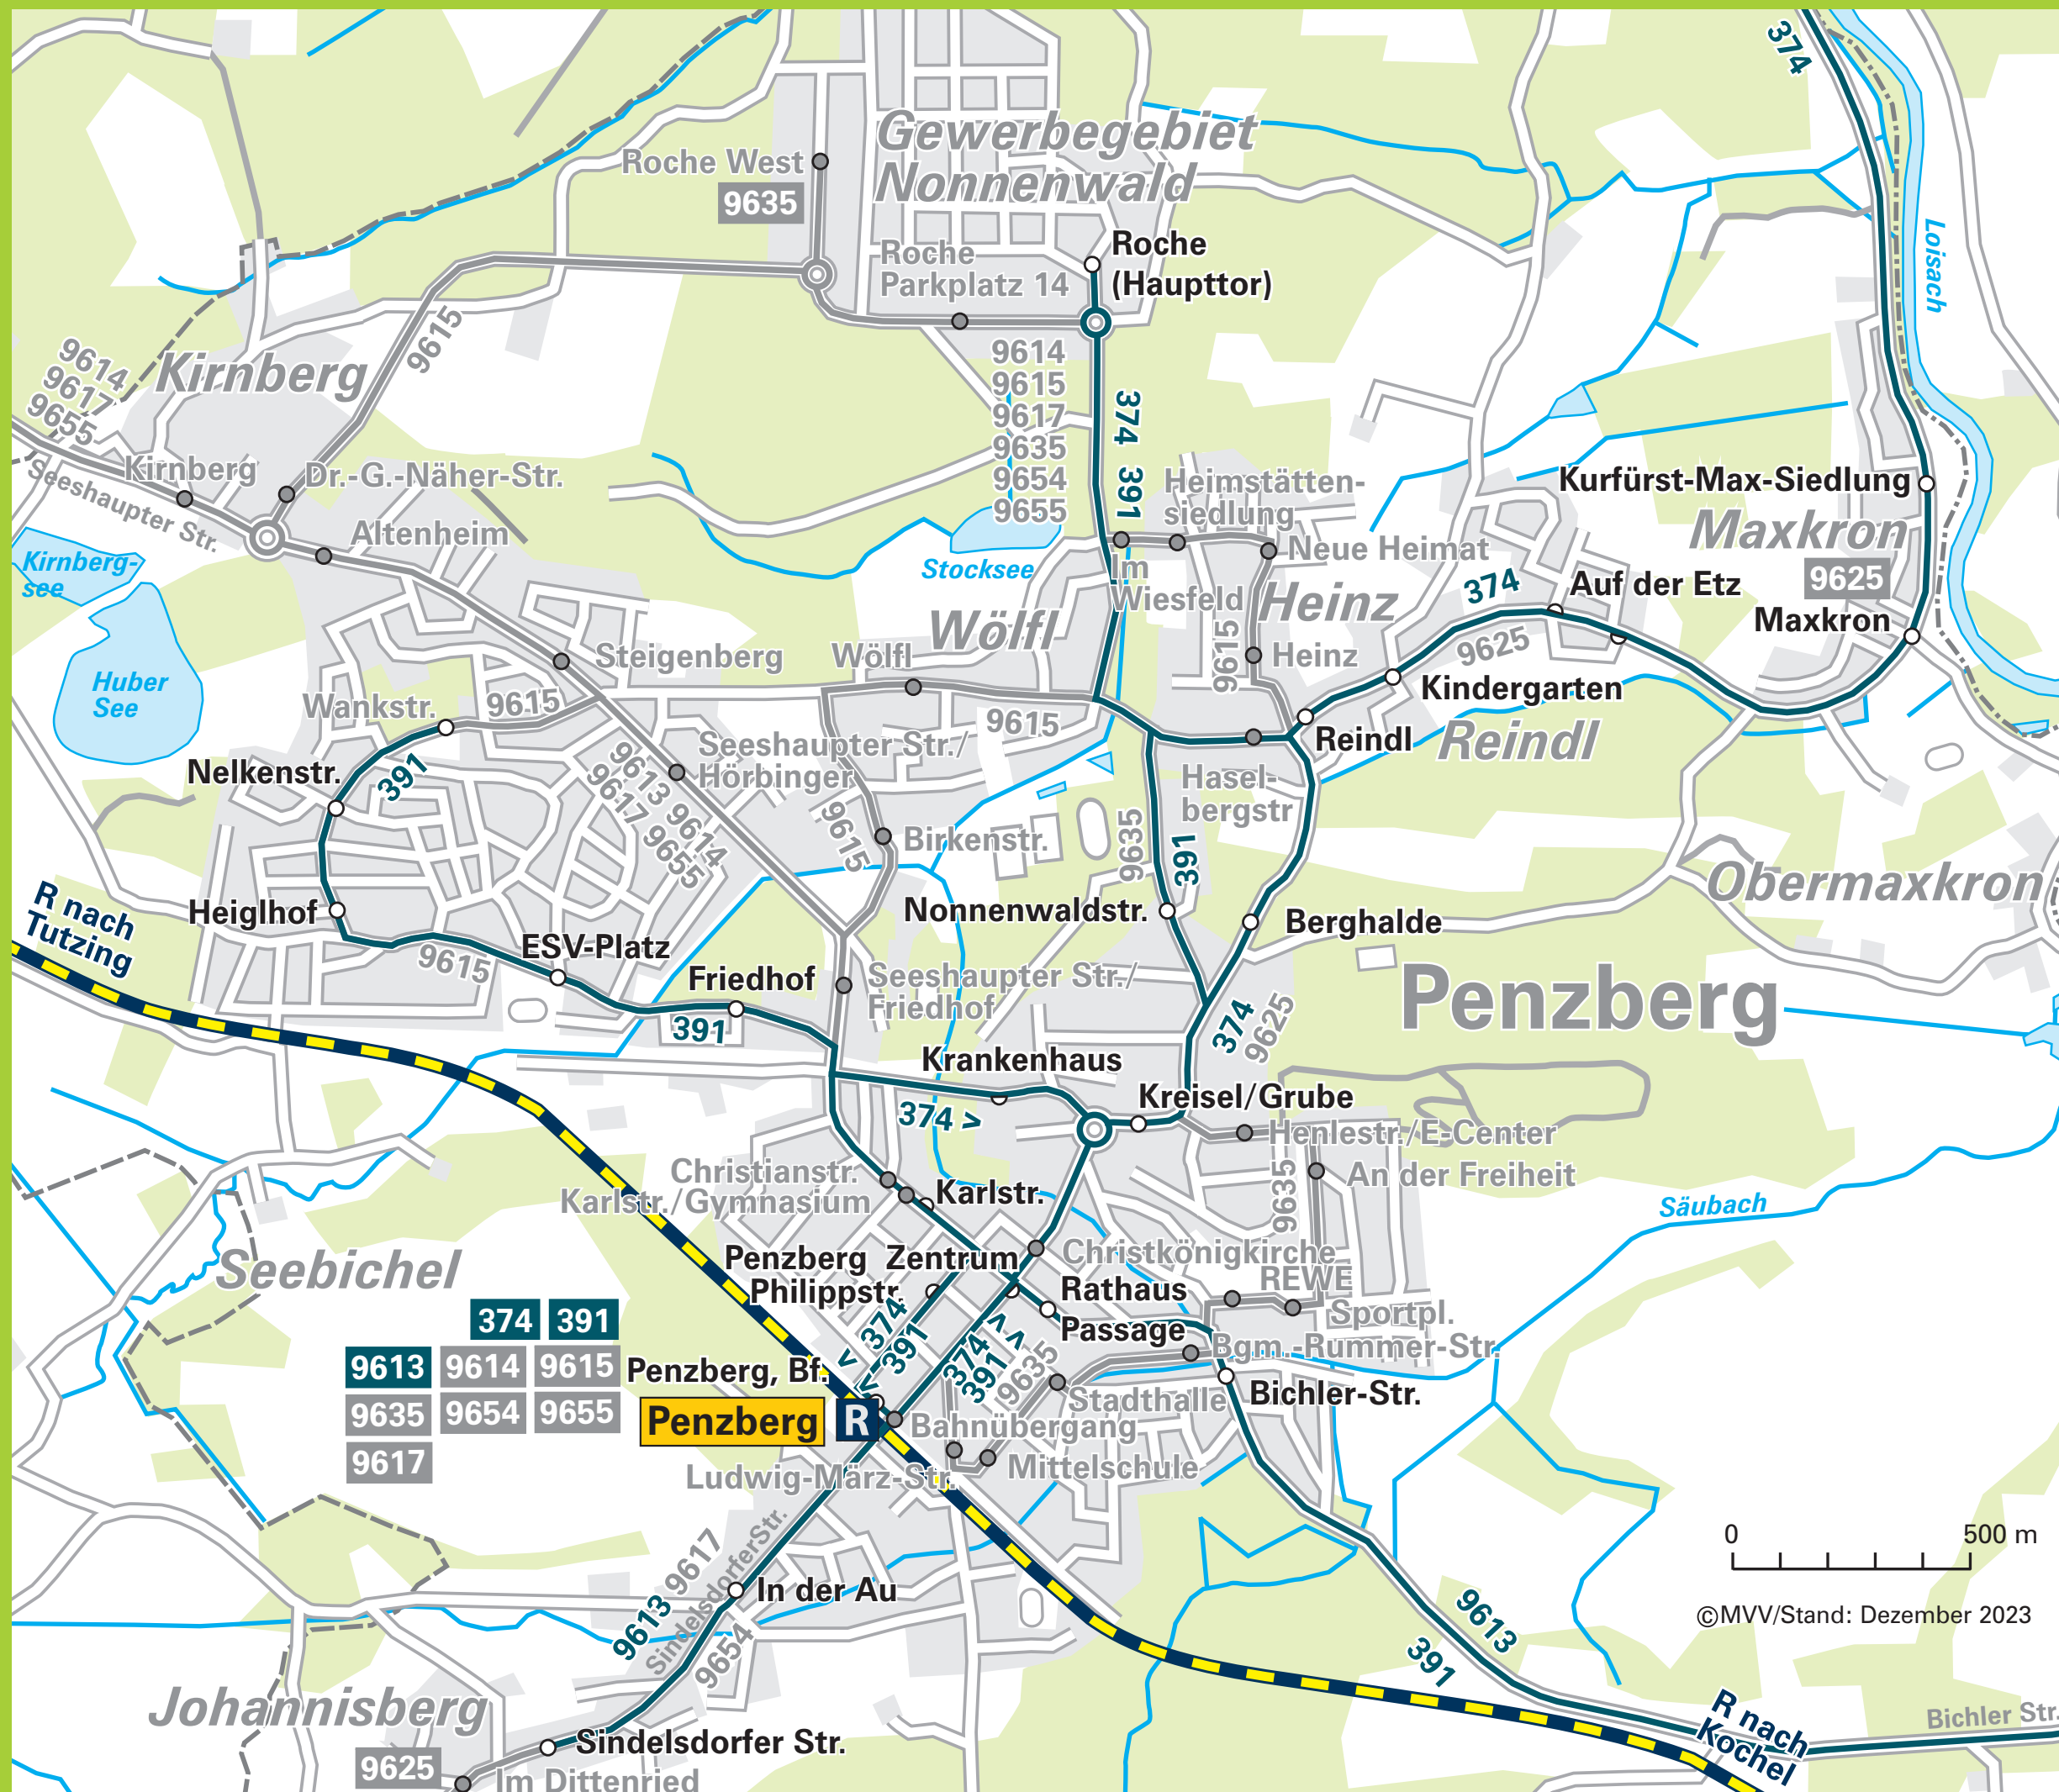 374
Gewerbegebiet
Nonnenwald
Roche West
9635
Roche
Parkplatz 14
Roche
(Haupttor)
Loisach
9615
9614
9617
9655
Kirnberg
9614
9615
9617
9635
9654
9655
374
391
Kirnberg
Seeshaupter Str.
Dr.-G.-Näher-Str.
Altenheim
Heimstätten-
siedlung
Neue Heimat
Im
Wiesfeld
Heinz
Kurfürst-Max-Siedlung
Maxkron
9625
Maxkron
Kirnberg-
see
Huber
See
Stocksee
Wölfl
Wölfl
374
Auf der Etz
9625
9615
Heinz
Kindergarten
Steigenberg
Wankstr.
9615
9615
Reindl
Reindl
Seeshaupter Str./
Hörbinger
Hasel-
bergstr
Nelkenstr.
391
9613 9614
9617 9655
9615
Birkenstr.
9635
391
Obermaxkron
Heiglhof
R nach
Tutzing
ESV-Platz
9615
Nonnenwaldstr.
Berghalde
Friedhof
Seeshaupter Str./
Friedhof
391
Penzberg
374
9625
Krankenhaus
374 >
Kreisel/Grube
Henlestr./E-Center
An der Freiheit
9635
Christianstr.
Karlstr./Gymnasium
Karlstr.
Säubach
Seebichel
Penzberg Zentrum
Philippstr.
Christkönigkirche
REWE
Rathaus
Passage
Sportpl.
Bgm.-Rummer-Str.
374 391
9613 9614 9615
9635 9654 9655
9617
Penzberg, Bf.
Penzberg
R
< 374
< 391
374 >
391 >
9635
Stadthalle
Bichler-Str.
Bahnübergang
Mittelschule
Ludwig-März-Str.
0 500 m
©MVV/Stand: Dezember 2023
9613 9617
Sindelsdorfer Str.
9654
In der Au
9613
391
Johannisberg
9625
Sindelsdorfer Str.
Im Dittenried
R nach
Kochel
Bichler Str.